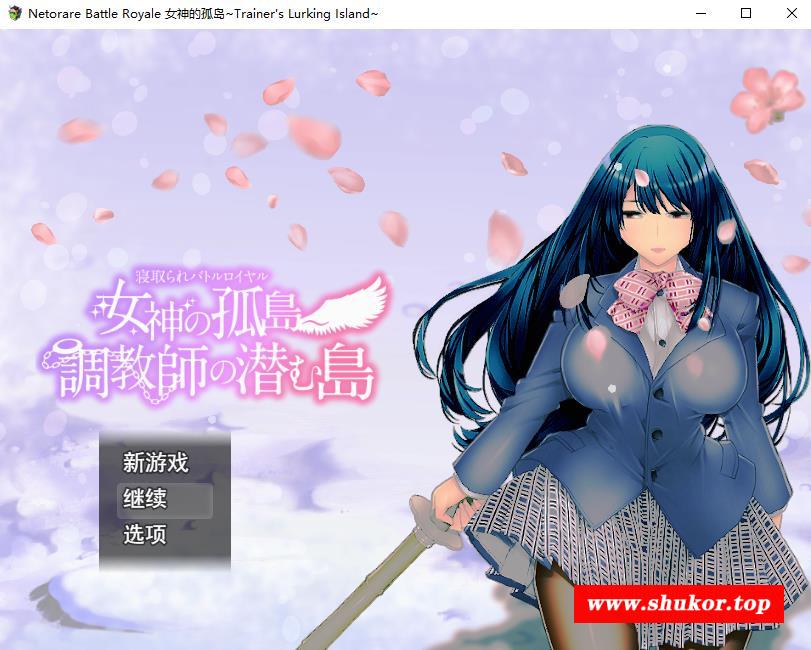 Netorare Battle Royale 女神的孤岛~Trainer's Lurking Island~
寝取られバトルロイヤル
女神の孤島
調教師の潜む島
新游戏
继续
选项
www.shukor.top